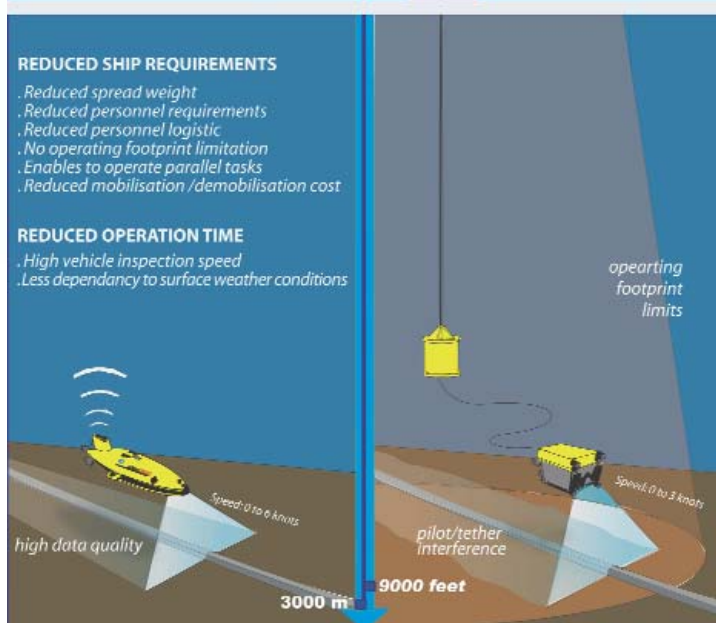 REDUCED SHIP REQUIREMENTS
. Reduced spread weight
. Reduced personnel requirements
. Reduced personnel logistic
. No operating footprint limitation
. Enables to operate parallel tasks
. Reduced mobilisation /demobilisation cost
REDUCED OPERATION TIME
. High vehicle inspection speed
. Less dependancy to surface weather conditions
opearting
footprint
limits
Speed: 0 to 6 knots
high data quality
Speed: 0 to 3 knots
pilot/tether
interference
9000 feet
3000 m